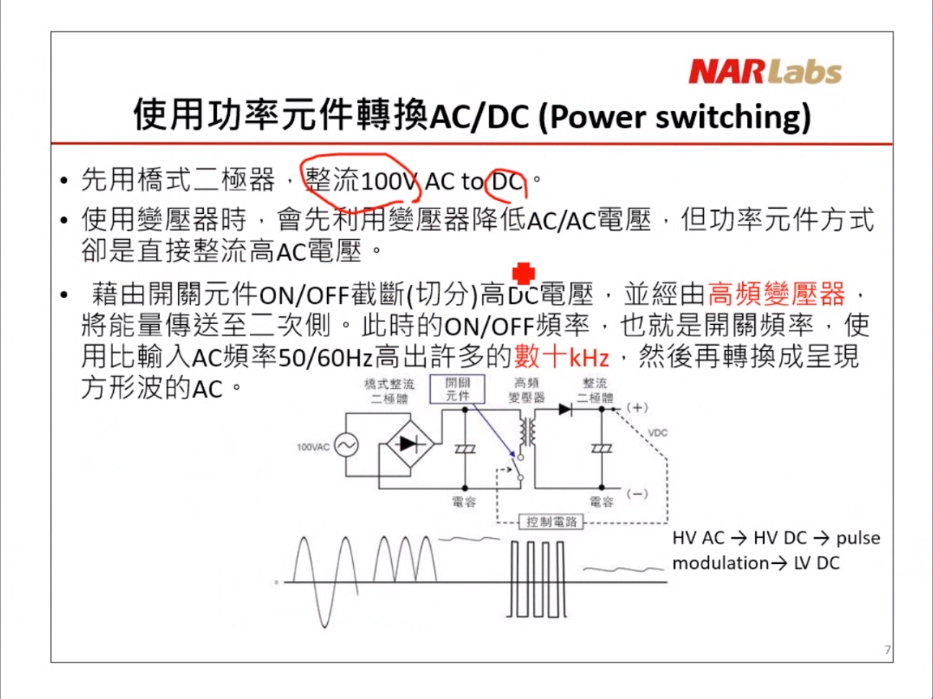 NARLabs
使用功率元件轉換AC/DC (Power switching)
• 先用橋式二極器，整流100V AC to DC。
• 使用變壓器時，會先利用變壓器降低AC/AC電壓，但功率元件方式
卻是直接整流高AC電壓。
• 藉由開關元件ON/OFF截斷(切分)高DC電壓，並經由高頻變壓器，
將能量傳送至二次側。此時的ON/OFF頻率，也就是開關頻率，使
用比輸入AC頻率50/60Hz高出許多的數十kHz，然後再轉換成呈現
方形波的AC。
橋式整流
二極體
開關
元件
高頻
變壓器
整流
二極體
(+)
VDC
100VAC
電容
電容
(−)
控制電路
HV AC → HV DC → pulse
modulation→ LV DC
7